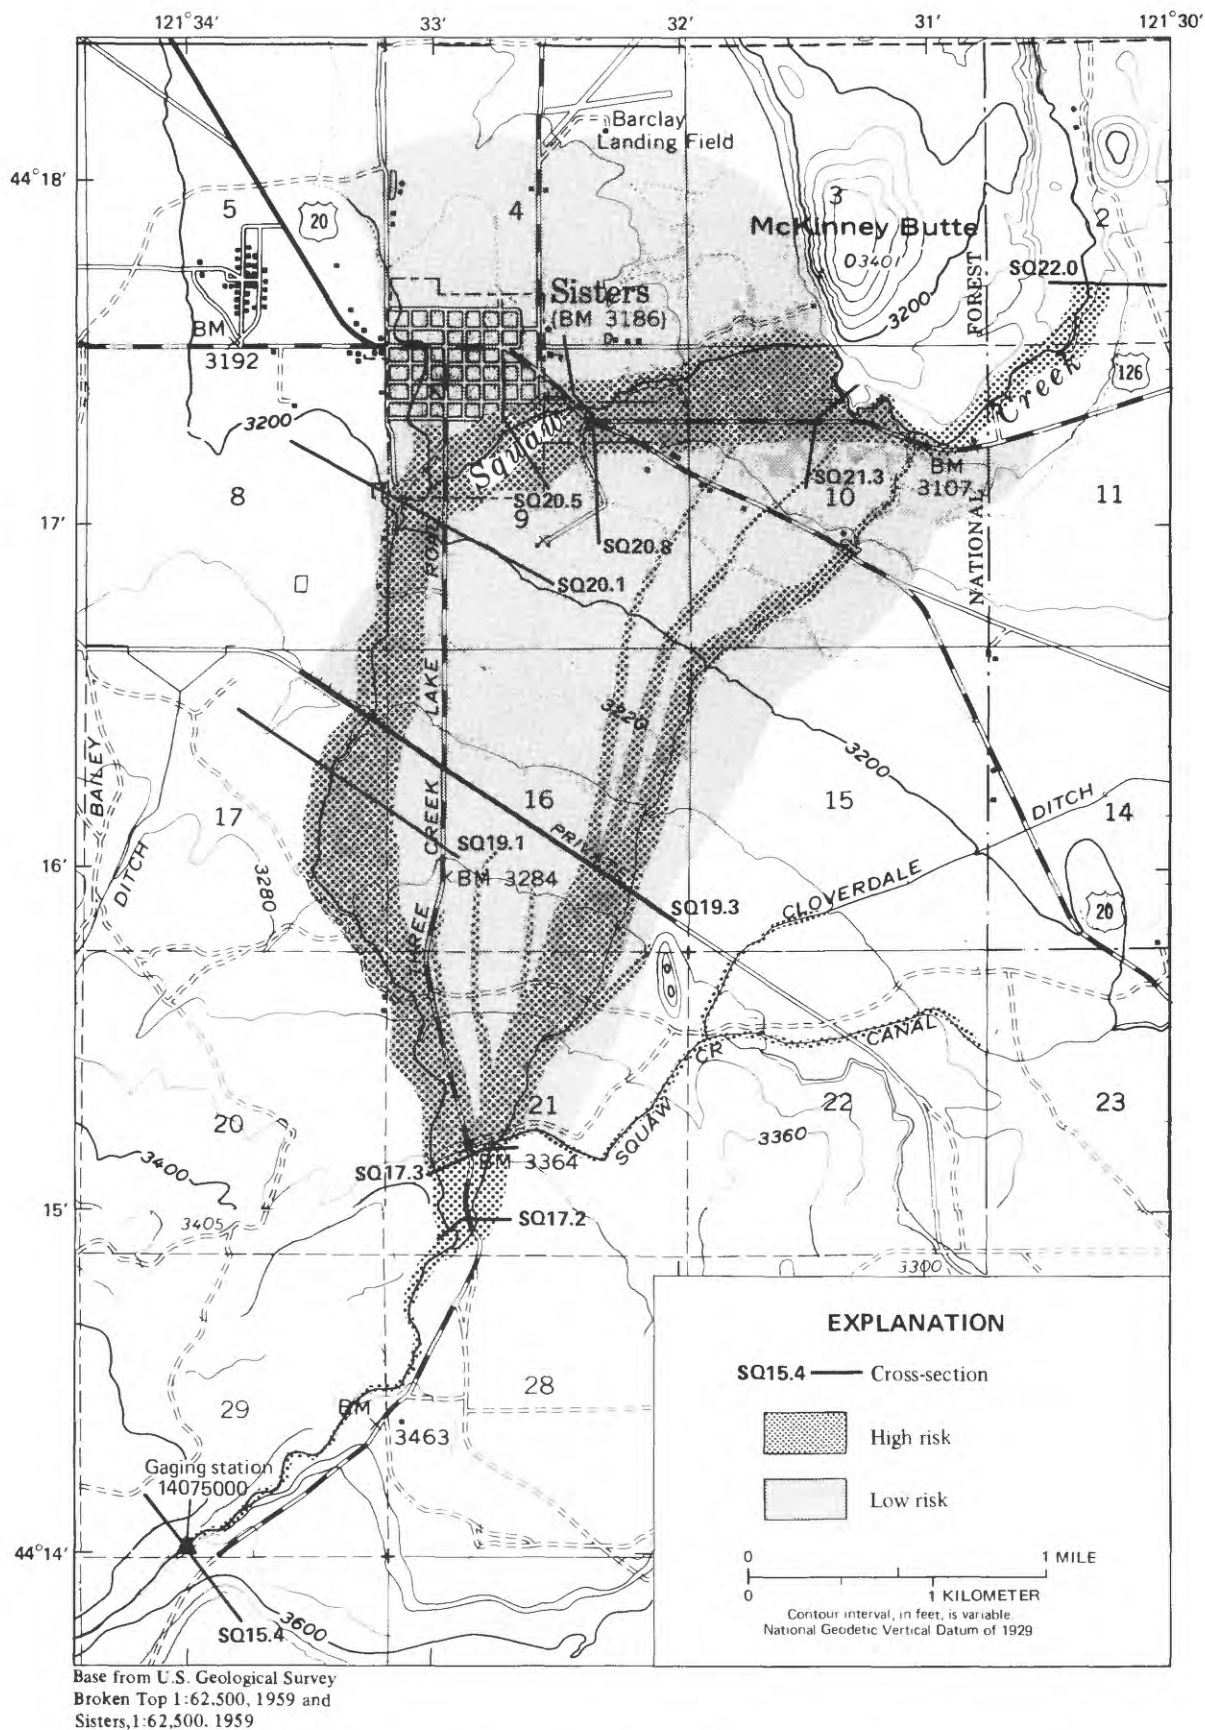 121°34′ 33′ 32′ 31′ 121°30′
Barclay
Landing Field
44°18′
5
20
4
3
2
McKinney Butte
3401
SQ22.0
Sisters
(BM 3186)
3200
FOREST
BM
3192
126
Squaw
Creek
3200
BM
3107
SQ21.3
8
SQ20.5
9
10
11
17′
SQ20.8
ROAD
SQ20.1
NATIONAL
LAKE
3220
BAILEY
3200
16
15
14
17
DITCH
CREEK
SQ19.1
16′
BM 3284
CLOVERDALE
DITCH
3280
SQ19.3
20
THREE
CANAL
CR
SQUAW
21
22
23
20
3360
3400
SQ17.3
BM 3364
15′
3405
SQ17.2
3300
EXPLANATION
SQ15.4 Cross-section
28
29
BM
3463
High risk
Gaging station
14075000
Low risk
44°14′
0 1 MILE
0 1 KILOMETER
Contour interval, in feet, is variable
National Geodetic Vertical Datum of 1929
3600
SQ15.4
Base from U.S. Geological Survey
Broken Top 1:62,500, 1959 and
Sisters,1:62,500. 1959